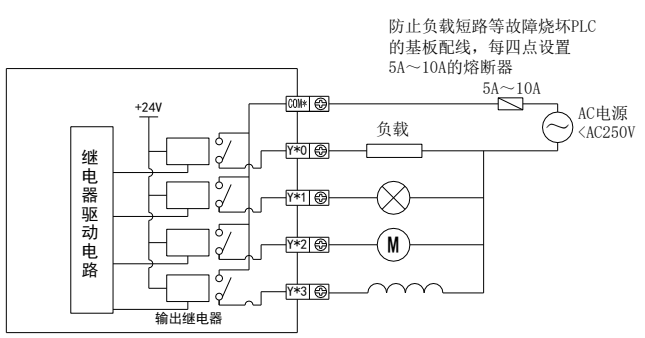 防止负载短路等故障烧坏PLC
的基板配线，每四点设置
5A～10A的熔断器
5A～10A
COM*
AC电源
<AC250V
+24V
负载
Y*0
继电器驱动电路
Y*1
Y*2
M
Y*3
输出继电器